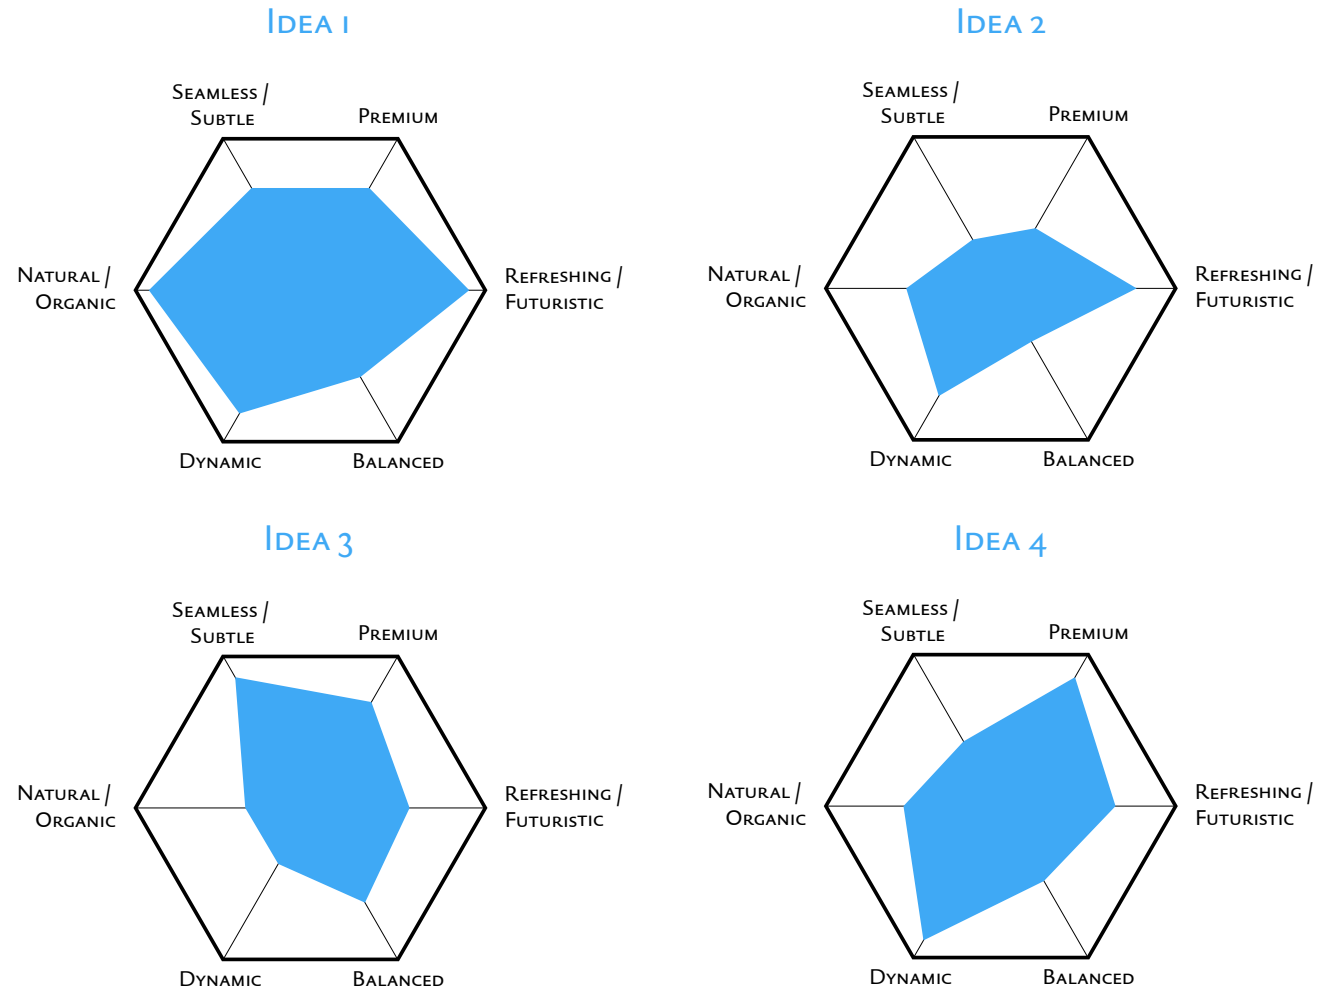 Idea 1
Seamless /
Subtle
Premium
Natural /
Organic
Refreshing /
Futuristic
Dynamic
Balanced
Idea 2
Seamless /
Subtle
Premium
Natural /
Organic
Refreshing /
Futuristic
Dynamic
Balanced
Idea 3
Seamless /
Subtle
Premium
Natural /
Organic
Refreshing /
Futuristic
Dynamic
Balanced
Idea 4
Seamless /
Subtle
Premium
Natural /
Organic
Refreshing /
Futuristic
Dynamic
Balanced